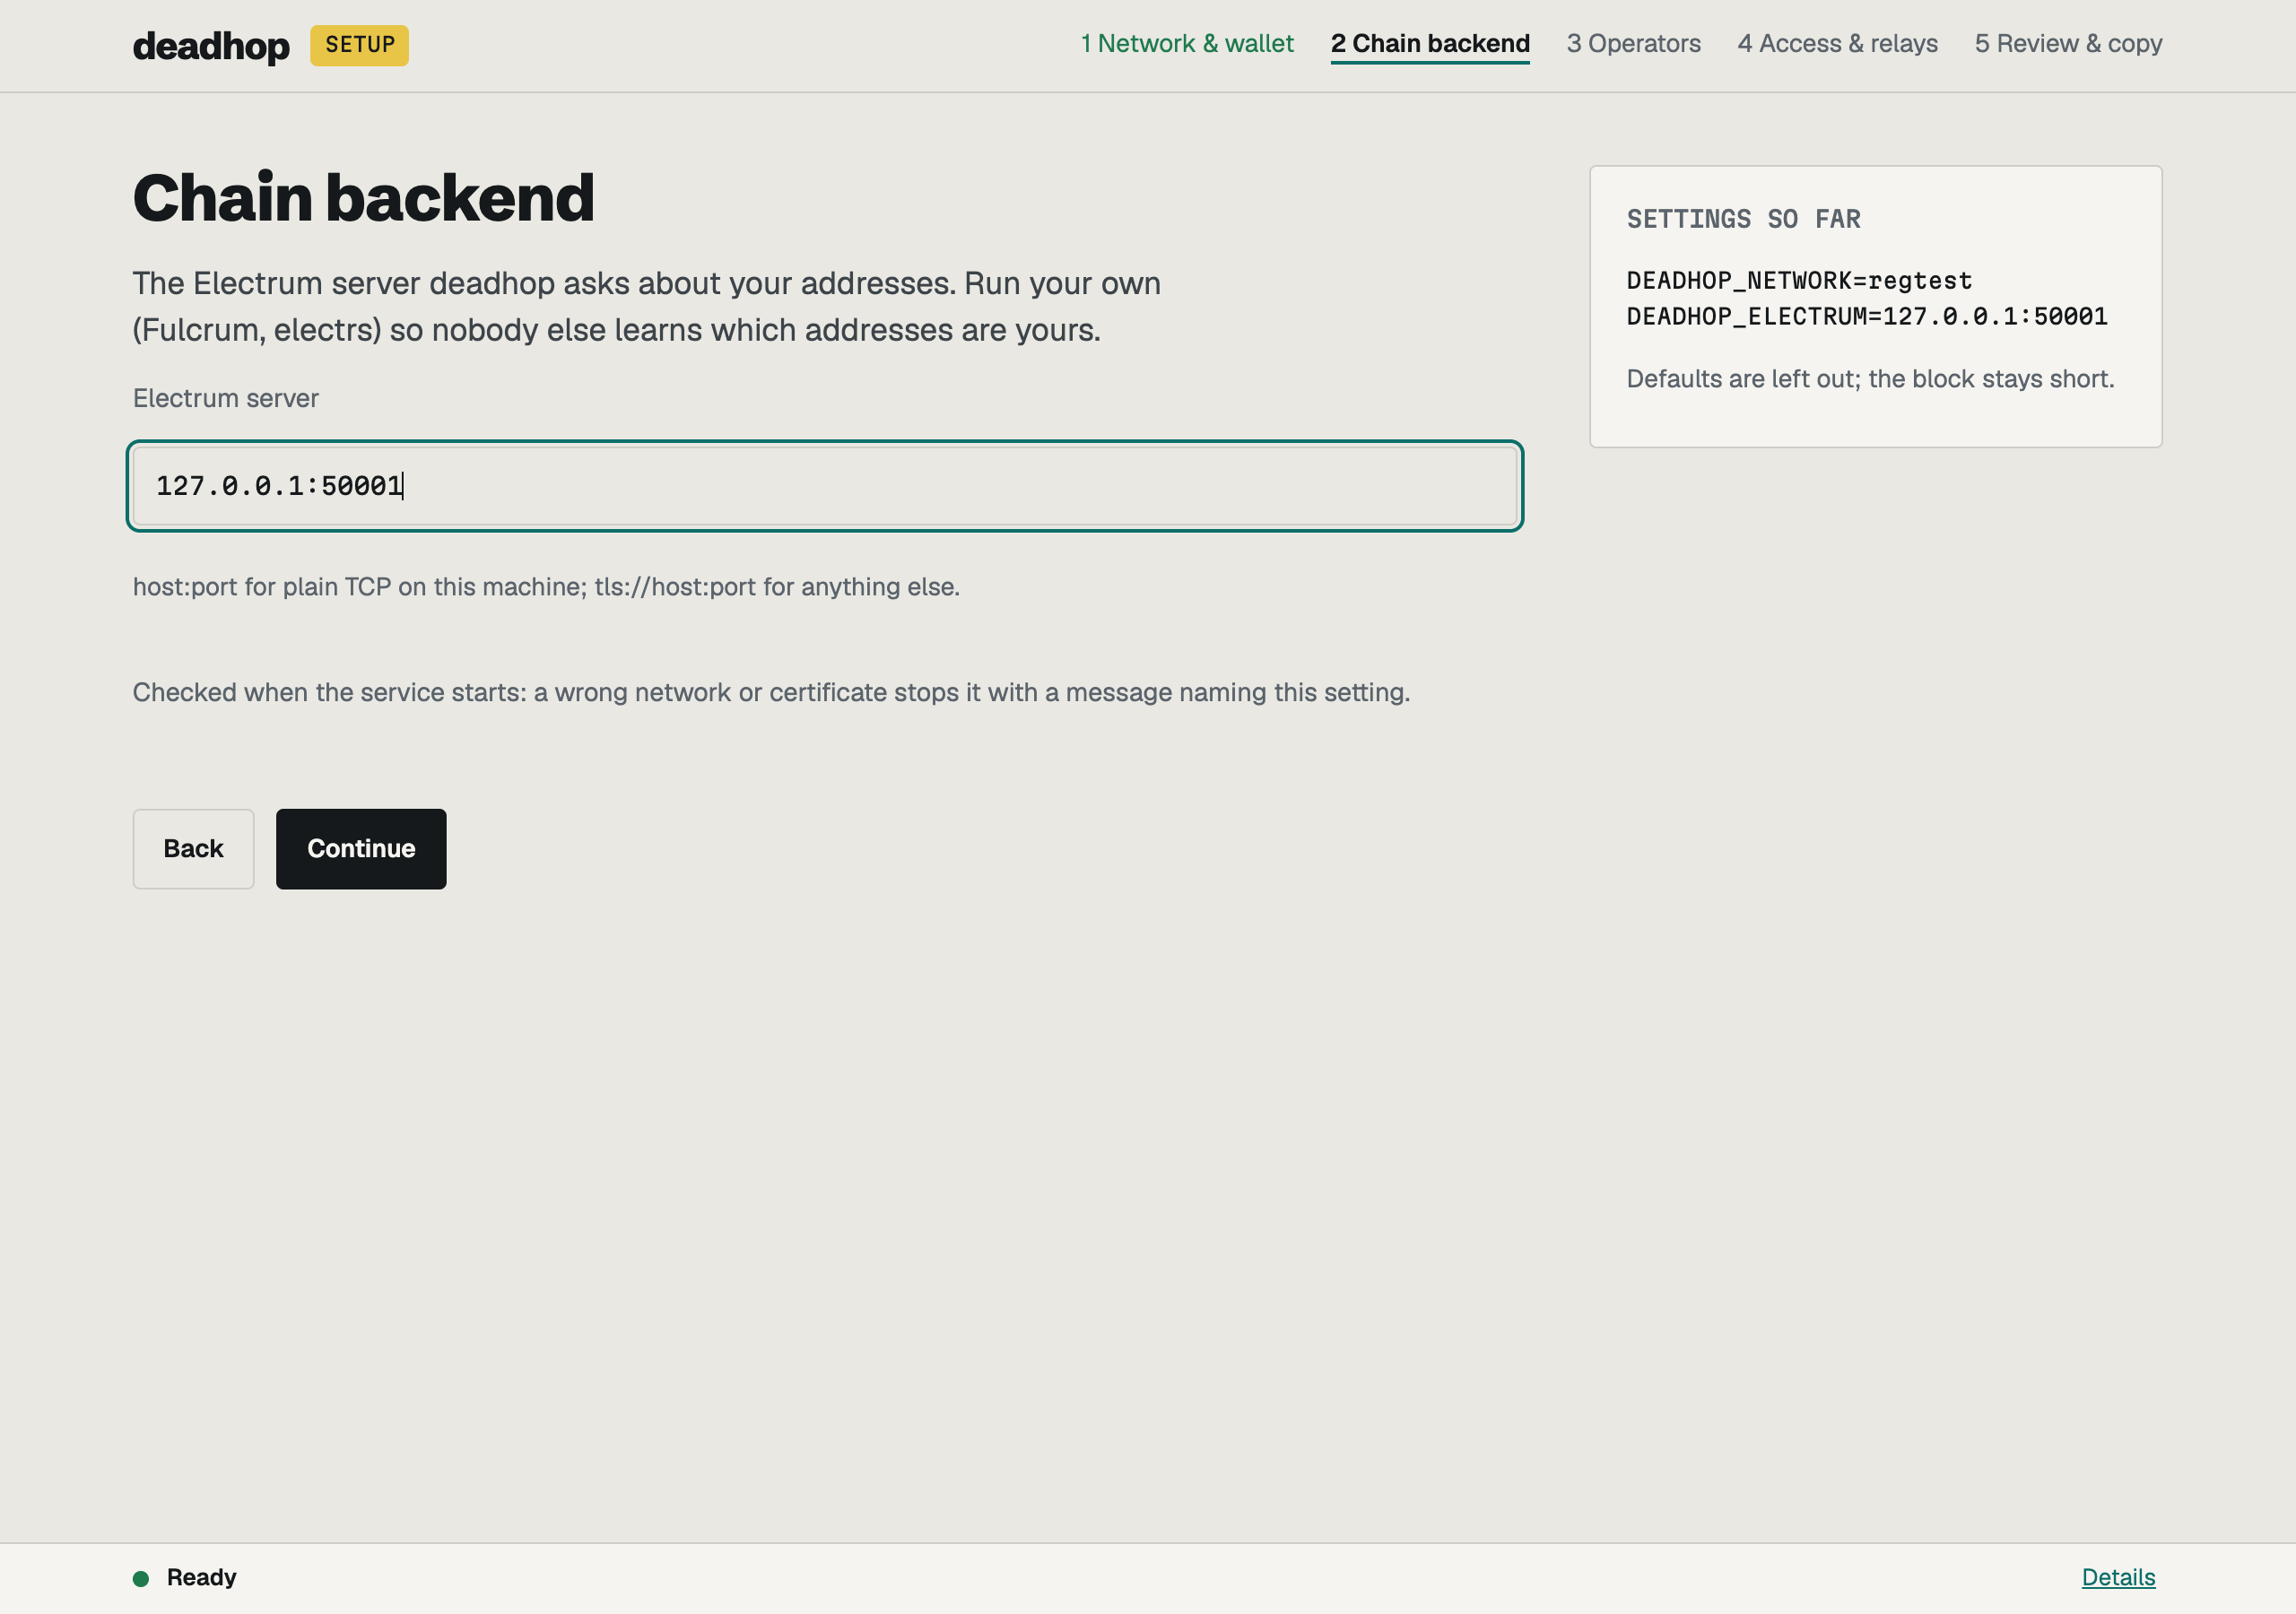 deadhop SETUP
1 Network & wallet 2 Chain backend 3 Operators 4 Access & relays 5 Review & copy
Chain backend
The Electrum server deadhop asks about your addresses. Run your own
(Fulcrum, electrs) so nobody else learns which addresses are yours.
Electrum server
127.0.0.1:50001
host:port for plain TCP on this machine; tls://host:port for anything else.
Checked when the service starts: a wrong network or certificate stops it with a message naming this setting.
Back Continue
SETTINGS SO FAR
DEADHOP_NETWORK=regtest
DEADHOP_ELECTRUM=127.0.0.1:50001
Defaults are left out; the block stays short.
Ready
Details